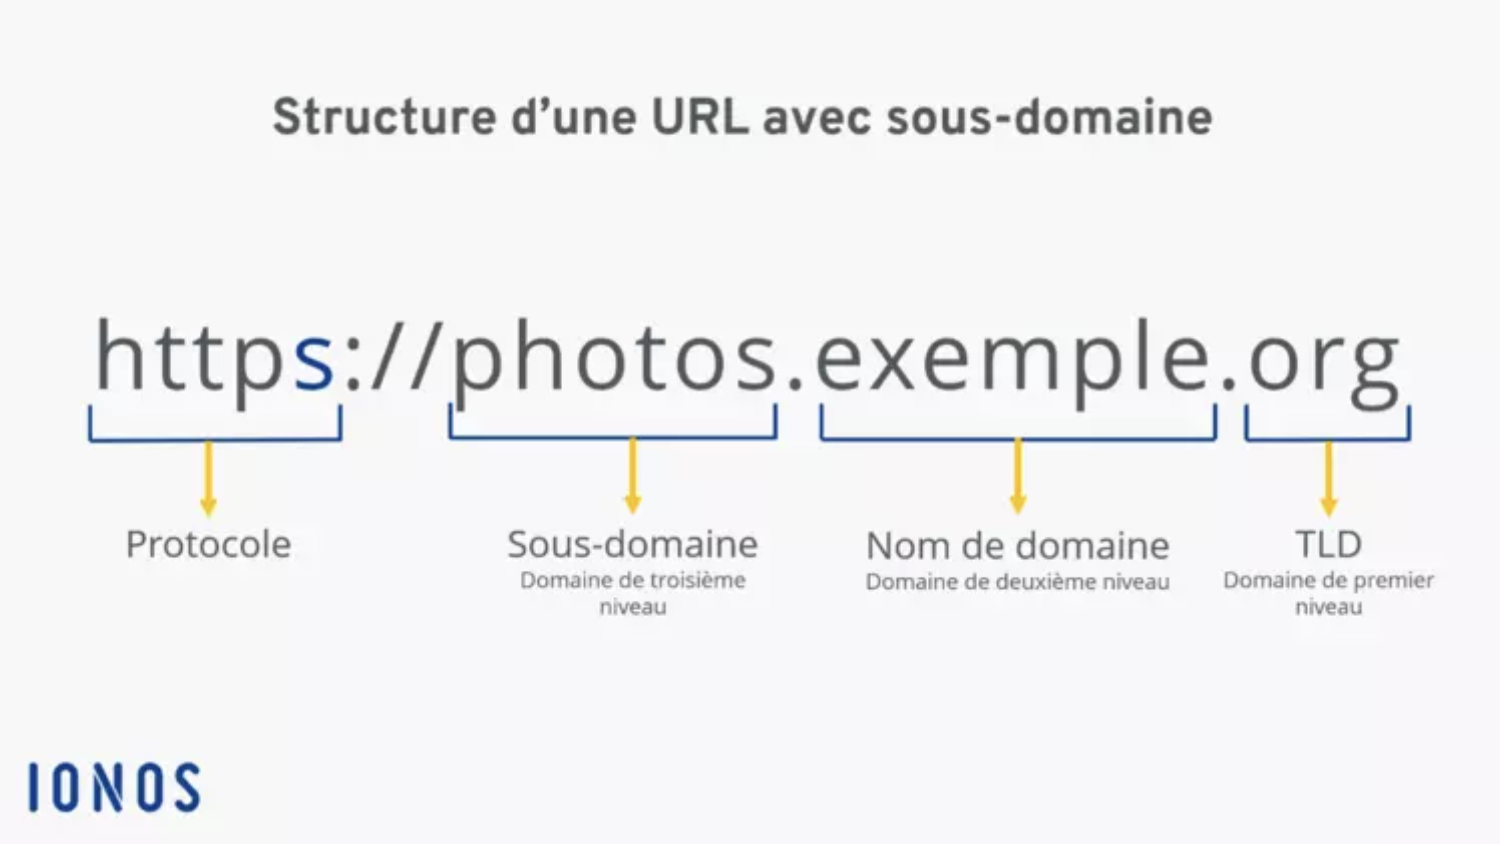 Structure d’une URL avec sous-domaine
https://photos.exemple.org
Protocole
Sous-domaine
Domaine de troisième
niveau
Nom de domaine
Domaine de deuxième niveau
TLD
Domaine de premier
niveau
IONOS